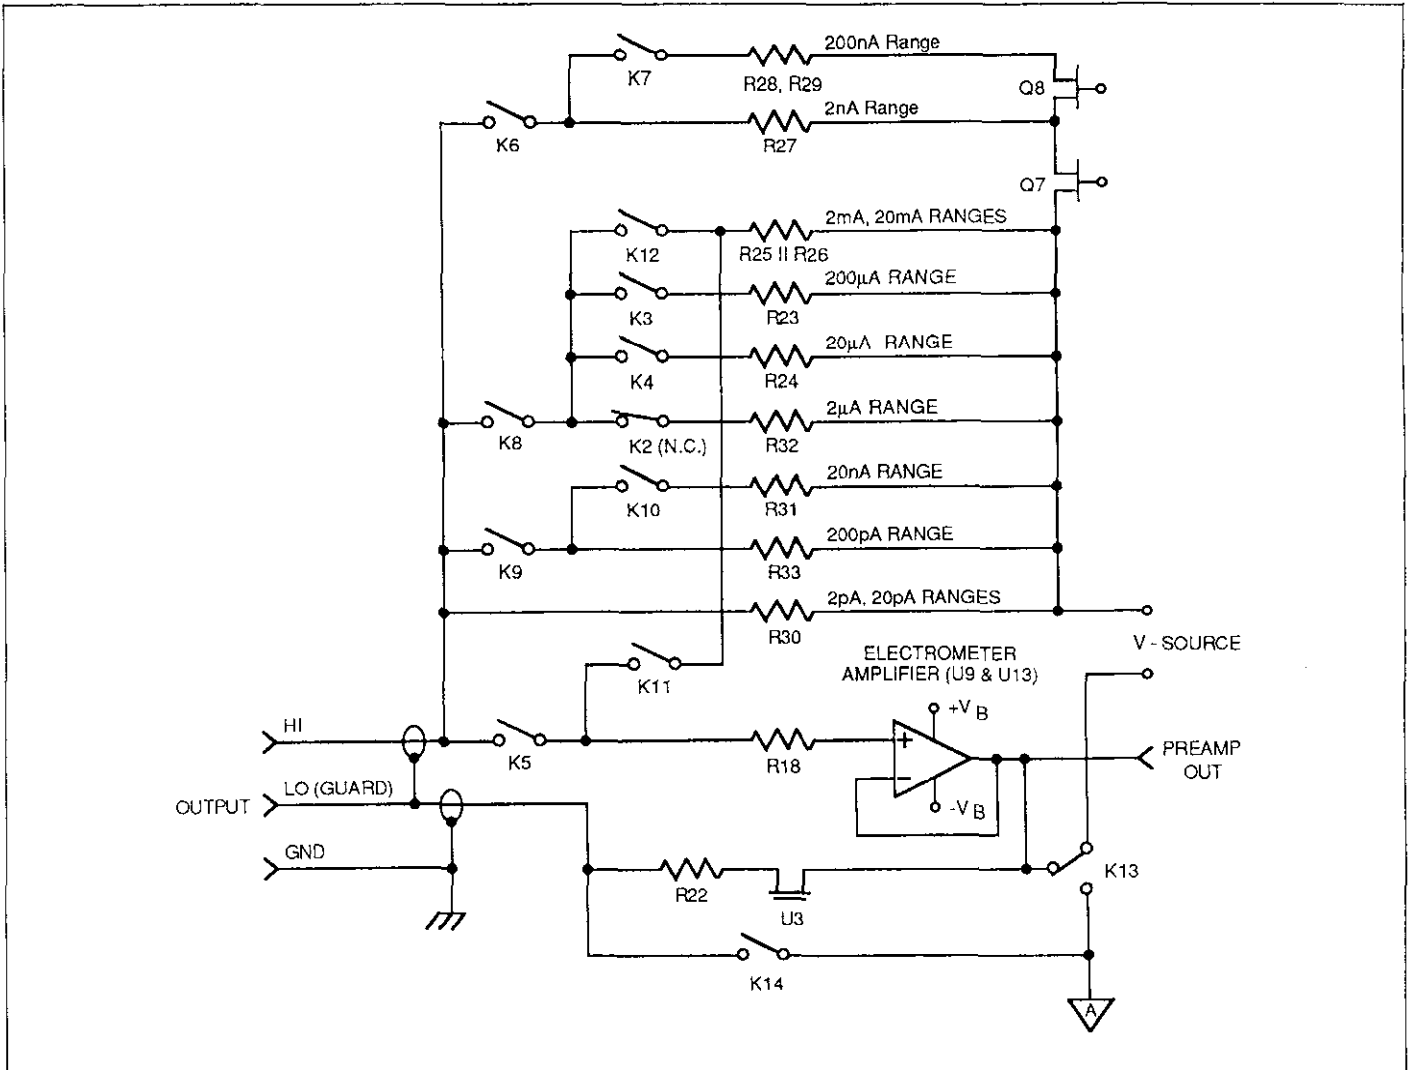 200nA Range
K7
R28, R29
Q8
2nA Range
K6
R27
Q7
2mA, 20mA RANGES
K12
R25 II R26
200µA RANGE
K3
R23
20µA RANGE
K4
R24
2µA RANGE
K8
K2 (N.C.)
R32
20nA RANGE
K10
R31
200pA RANGE
K9
R33
2pA, 20pA RANGES
R30
V - SOURCE
ELECTROMETER
AMPLIFIER (U9 & U13)
K11
+V B
HI
K5
R18
+
−
PREAMP
OUT
-V B
OUTPUT
LO (GUARD)
GND
R22
U3
K13
K14
A